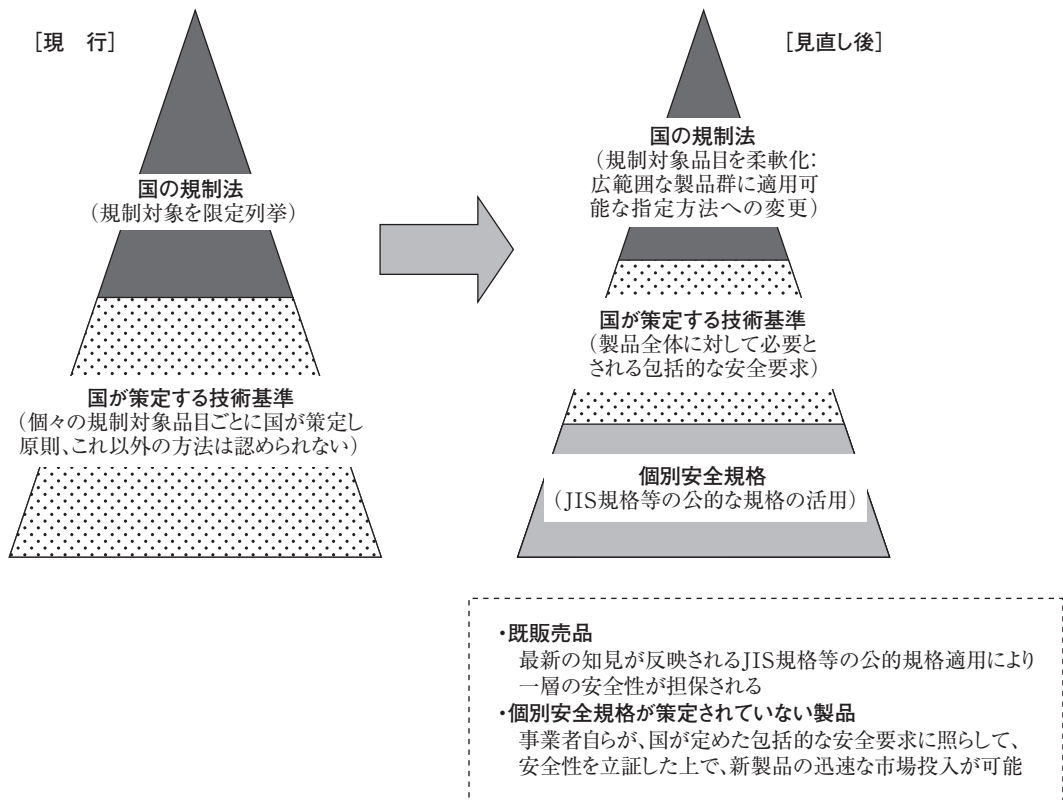 [現　行]
国の規制法
（規制対象を限定列挙）
国が策定する技術基準
（個々の規制対象品目ごとに国が策定し
原則、これ以外の方法は認められない）
[見直し後]
国の規制法
（規制対象品目を柔軟化：
広範囲な製品群に適用可
能な指定方法への変更）
国が策定する技術基準
（製品全体に対して必要と
される包括的な安全要求）
個別安全規格
（JIS規格等の公的な規格の活用）
・既販売品
最新の知見が反映されるJIS規格等の公的規格適用により
一層の安全性が担保される
・個別安全規格が策定されていない製品
事業者自らが、国が定めた包括的な安全要求に照らして、
安全性を立証した上で、新製品の迅速な市場投入が可能